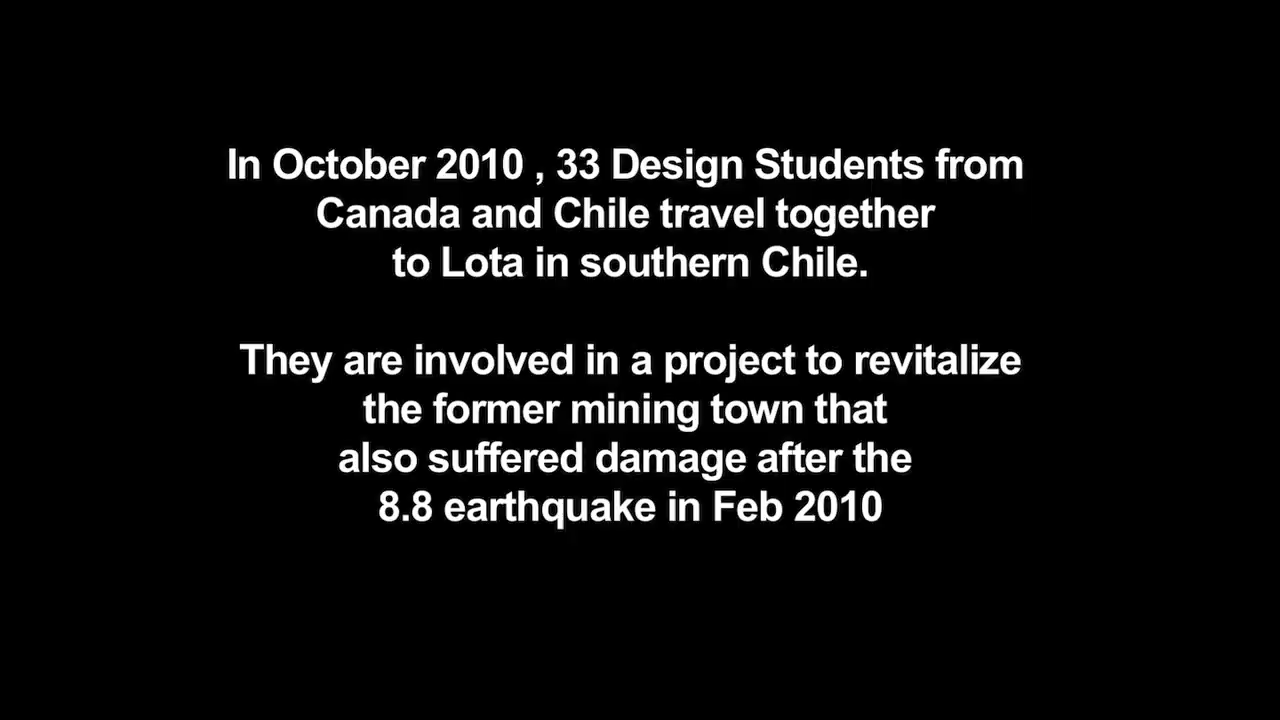 In October 2010 , 33 Design Students from
Canada and Chile travel together
to Lota in southern Chile.
They are involved in a project to revitalize
the former mining town that
also suffered damage after the
8.8 earthquake in Feb 2010